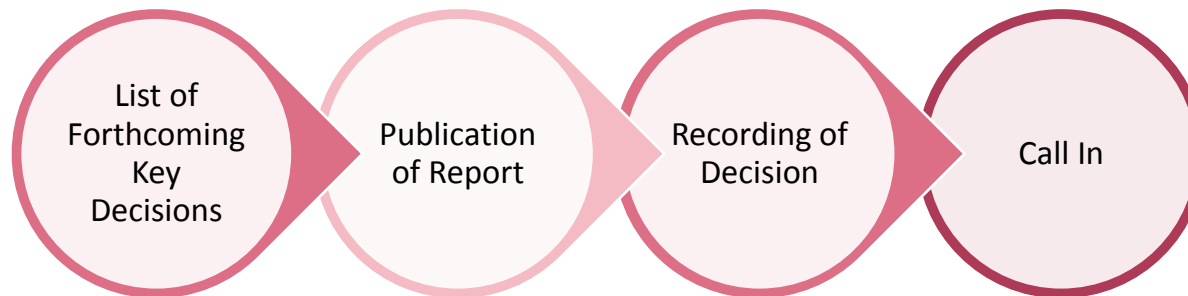 List of
Forthcoming
Key
Decisions
Publication
of Report
Recording of
Decision
Call In